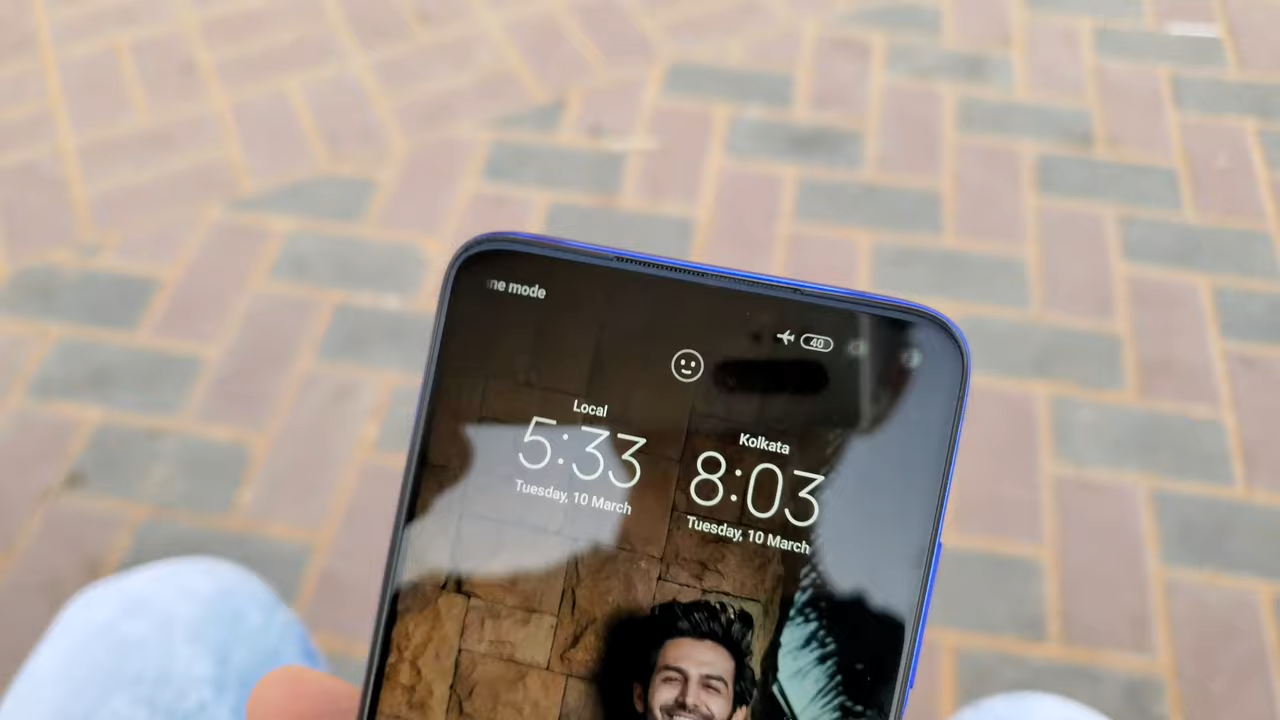 ne mode
40
Local
5:33
Tuesday, 10 March
Kolkata
8:03
Tuesday, 10 March